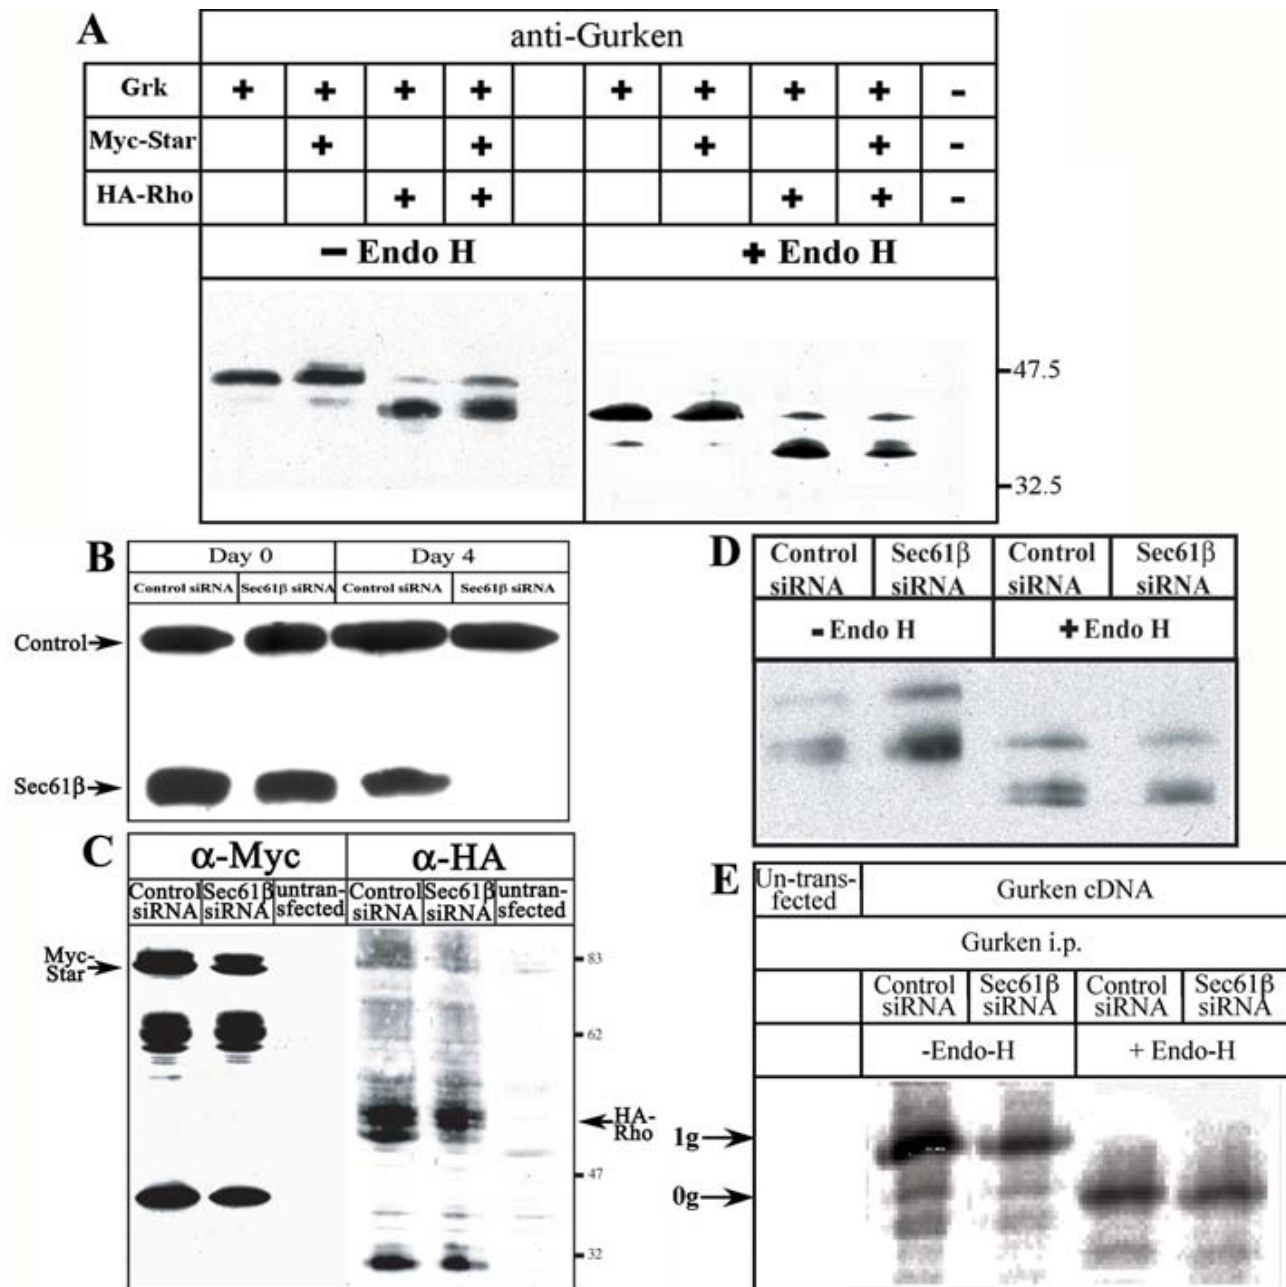 A
anti-Gurken
Grk + + + + + + + + -
Myc-Star + + + + -
HA-Rho + + + + -
− Endo H + Endo H
47.5
32.5
B
Day 0 Day 4
Control siRNA Sec61β siRNA Control siRNA Sec61β siRNA
Control
Sec61β
C
α-Myc α-HA
Control Sec61β untran- Control Sec61β untran-
siRNA siRNA sfected siRNA siRNA sfected
Myc-
Star
83
62
HA-
Rho
47
32
D
Control Sec61β Control Sec61β
siRNA siRNA siRNA siRNA
- Endo H + Endo H
E
Un-trans-
fected
Gurken cDNA
Gurken i.p.
Control Sec61β Control Sec61β
siRNA siRNA siRNA siRNA
-Endo-H + Endo-H
1g
0g